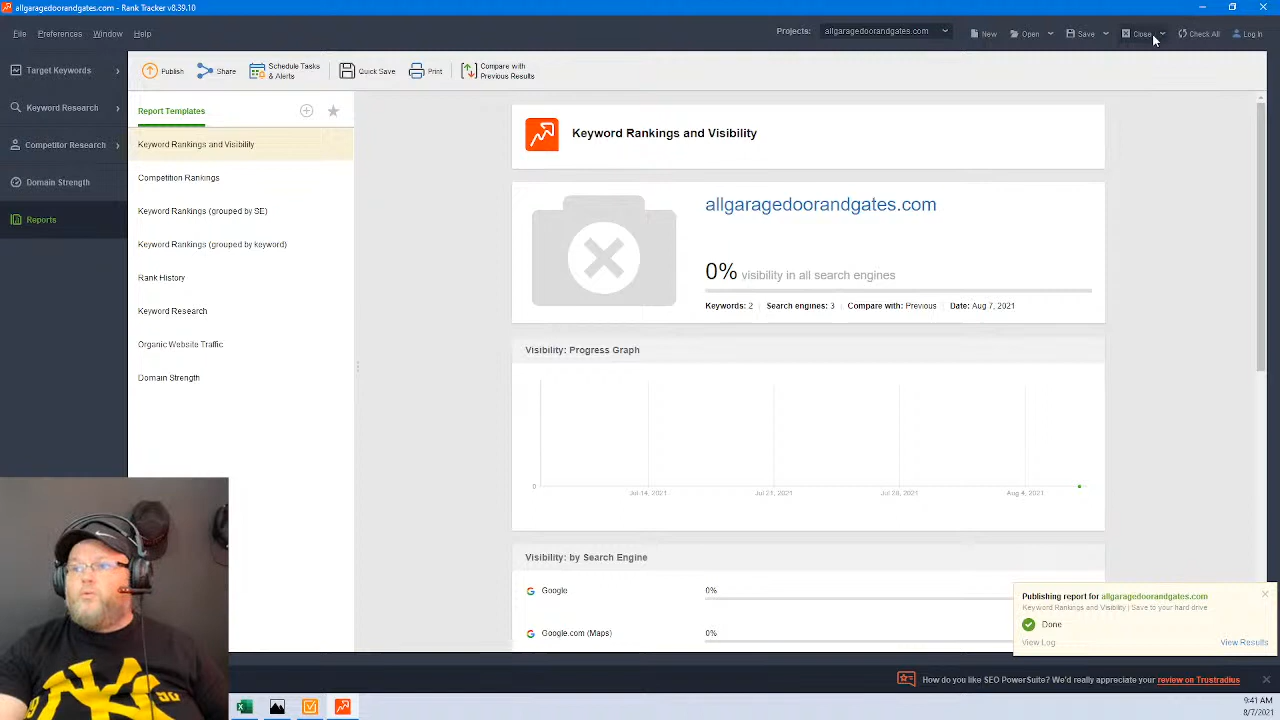 allgaragedoorandgates.com - Rank Tracker v8.39.10
File Preferences Window Help
Projects: allgaragedoorandgates.com New Open Save Close Check All Log In
Target Keywords
Keyword Research
Competitor Research
Domain Strength
Reports
Publish Share Schedule Tasks & Alerts Quick Save Print Compare with Previous Results
Report Templates
Keyword Rankings and Visibility
Competition Rankings
Keyword Rankings (grouped by SE)
Keyword Rankings (grouped by keyword)
Rank History
Keyword Research
Organic Website Traffic
Domain Strength
Keyword Rankings and Visibility
allgaragedoorandgates.com
0% visibility in all search engines
Keywords: 2 Search engines: 3 Compare with: Previous Date: Aug 7, 2021
Visibility: Progress Graph
0
Jul 14, 2021 Jul 21, 2021 Jul 28, 2021 Aug 4, 2021
Visibility: by Search Engine
Google 0%
Google.com (Maps) 0%
Publishing report for allgaragedoorandgates.com
Keyword Rankings and Visibility | Save to your hard drive
Done
View Log View Results
How do you like SEO PowerSuite? We'd really appreciate your review on Trustradius
9:41 AM
8/7/2021